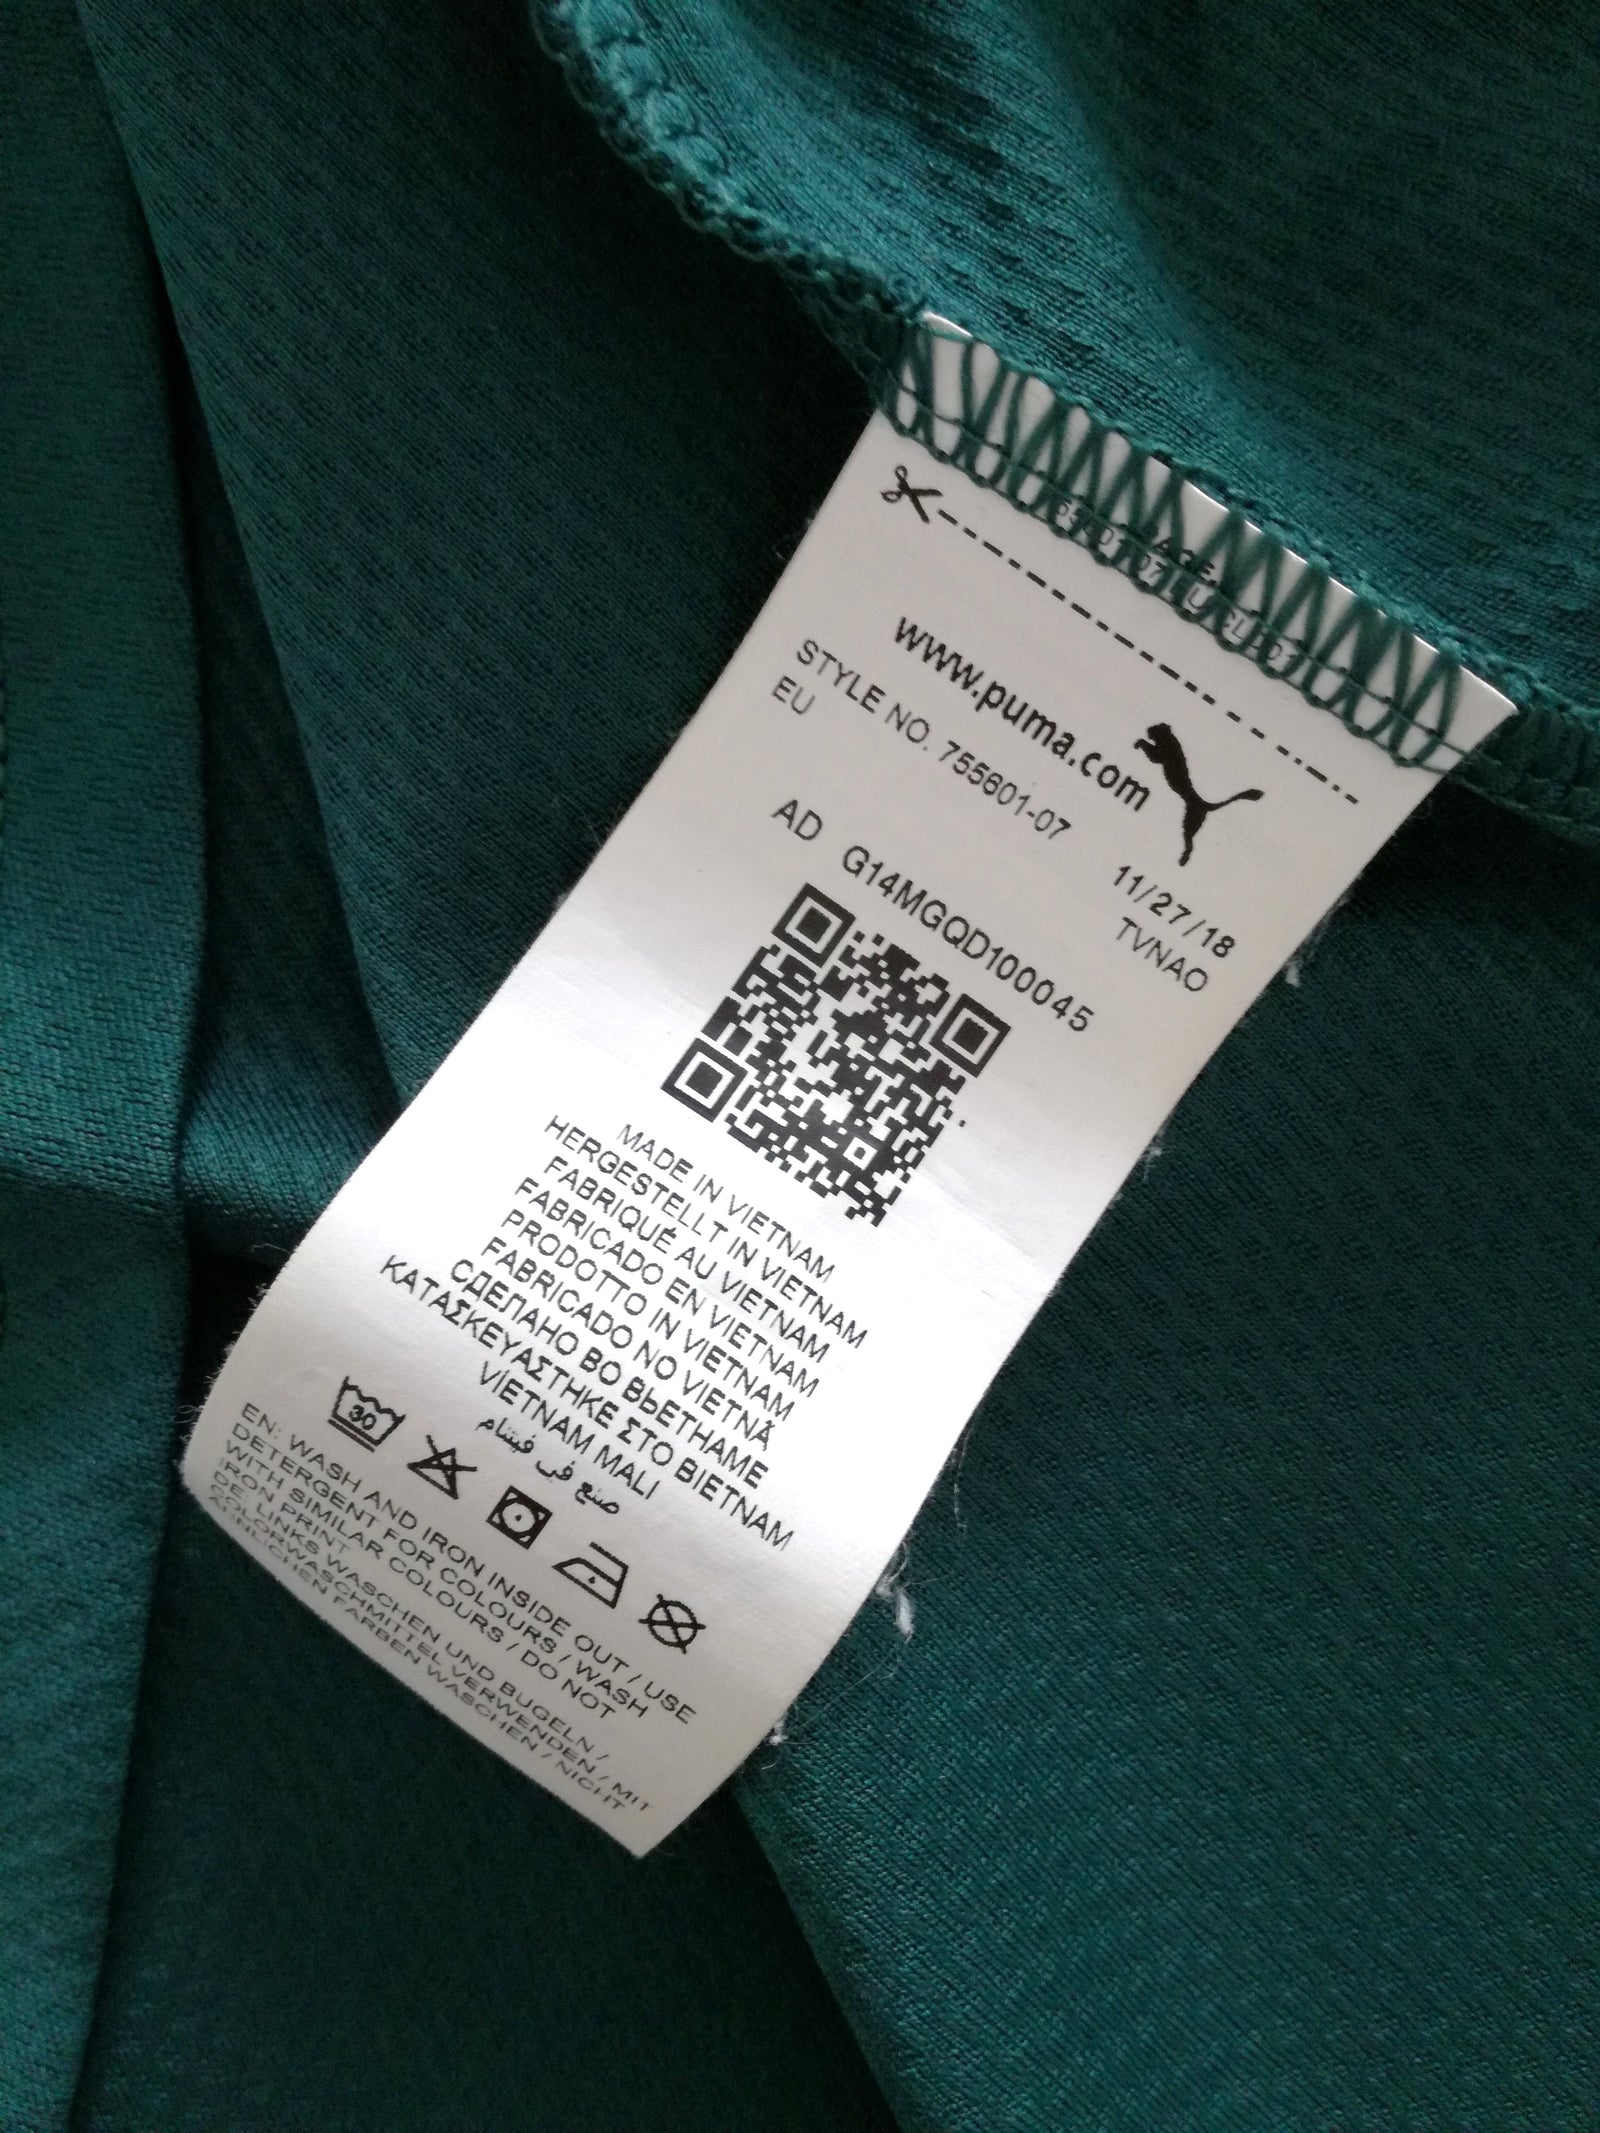 www.puma.com
STYLE NO. 755601-07
EU
11/27/18
TVNAO
AD G14MGQD100045
MADE IN VIETNAM
HERGESTELLT IN VIETNAM
FABRIQUÉ AU VIETNAM
FABRICADO EN VIETNAM
PRODOTTO IN VIETNAM
FABRICADO NO VIETNÃ
СДЕЛАНО ВО ВЬЕТНАМЕ
ΚΑΤΑΣΚΕΥΑΣΤΗΚΕ ΣΤΟ ΒΙΕΤΝΑΜ
VİETNAM MALI
صنع في فيتنام
30
EN: WASH AND IRON INSIDE OUT / USE
DETERGENT FOR COLOURS / WASH
WITH SIMILAR COLOURS / DO NOT
IRON PRINT
DE: LINKS WASCHEN UND BÜGELN /
COLORWASCHMITTEL VERWENDEN / MIT
ÄHNLICHEN FARBEN WASCHEN / NICHT